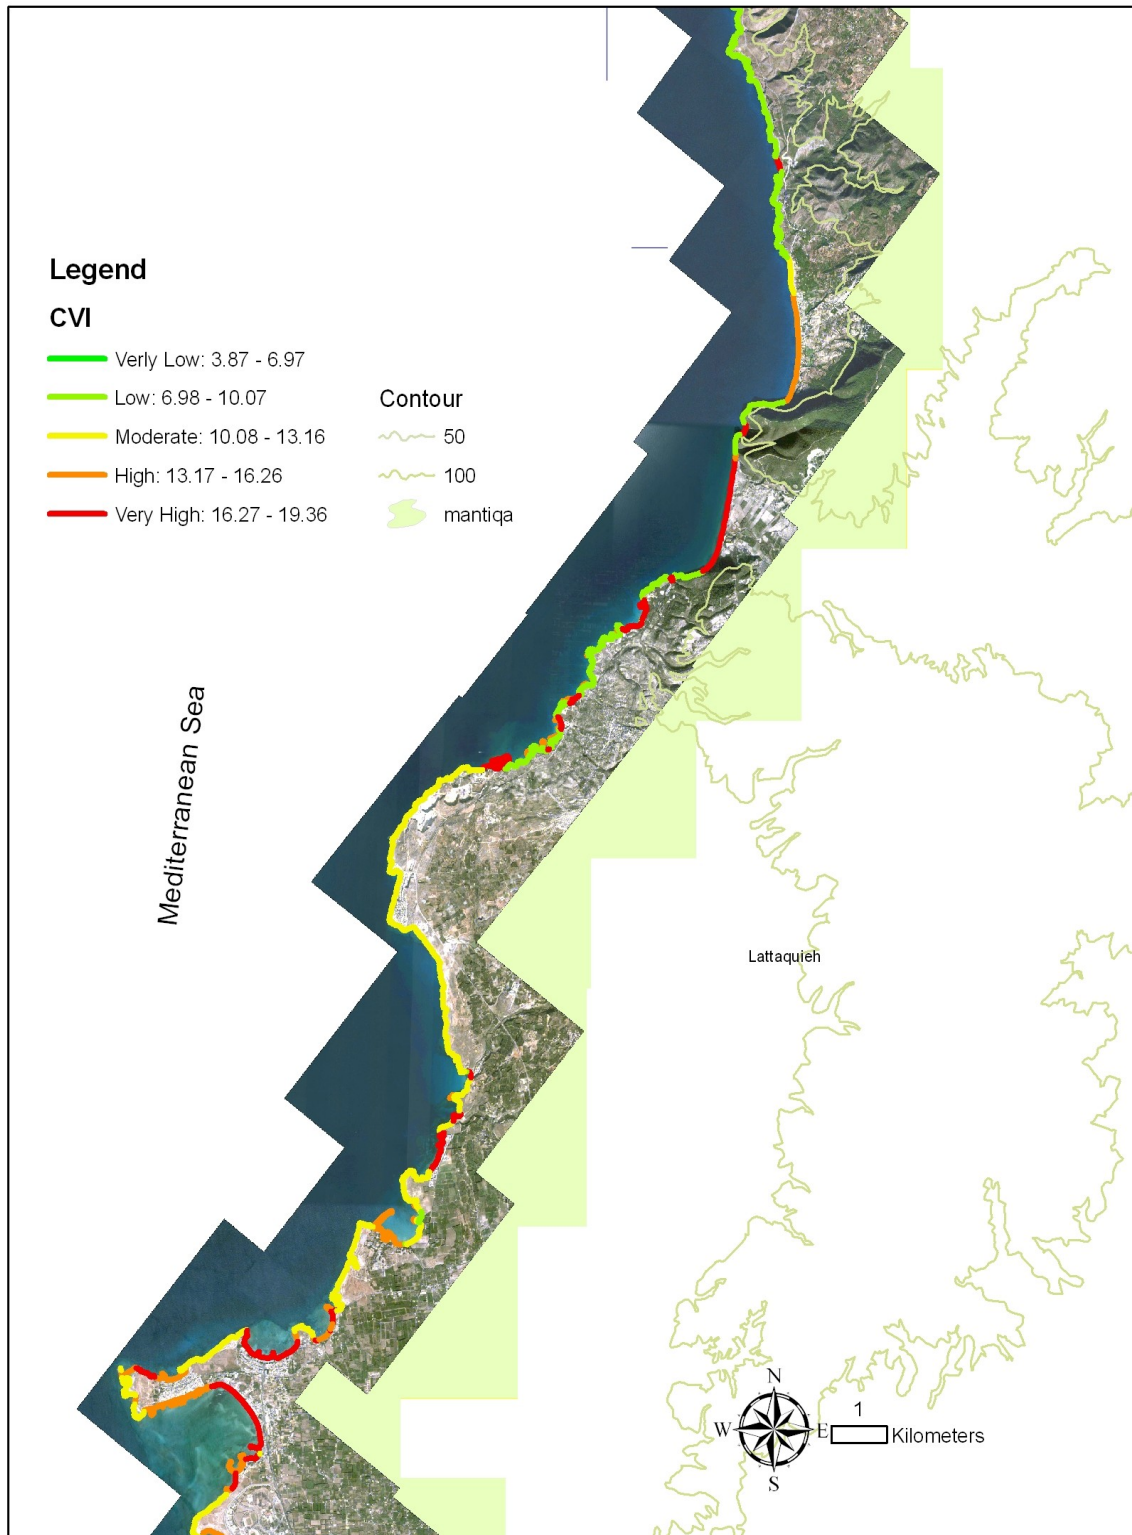 Legend
CVI
Verly Low: 3.87 - 6.97
Low: 6.98 - 10.07
Moderate: 10.08 - 13.16
High: 13.17 - 16.26
Very High: 16.27 - 19.36
Contour
50
100
mantiqa
Mediterranean Sea
Lattaquieh
N
W
E
S
1
Kilometers